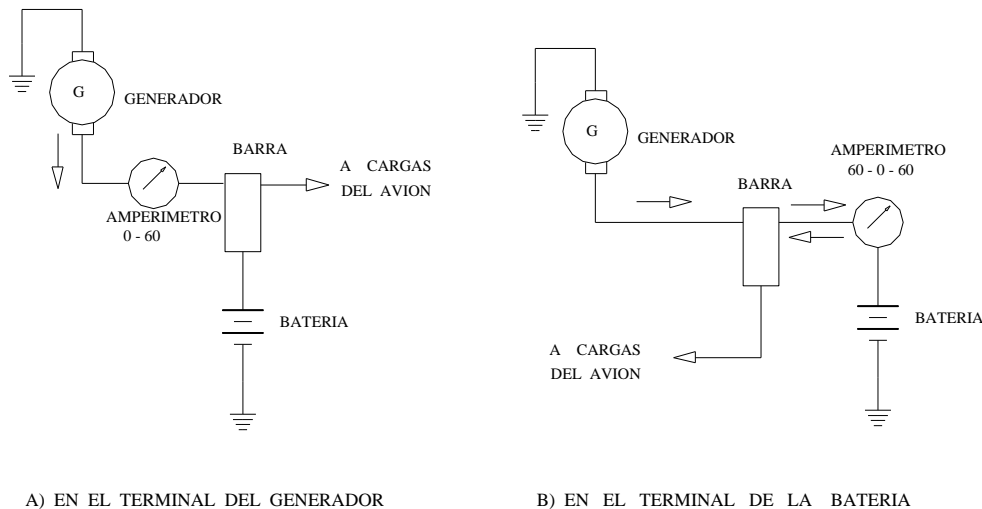 G
GENERADOR
BARRA
A CARGAS
DEL AVION
AMPERIMETRO
0 - 60
BATERIA
A) EN EL TERMINAL DEL GENERADOR
G
GENERADOR
AMPERIMETRO
60 - 0 - 60
BARRA
BATERIA
A CARGAS
DEL AVION
B) EN EL TERMINAL DE LA BATERIA